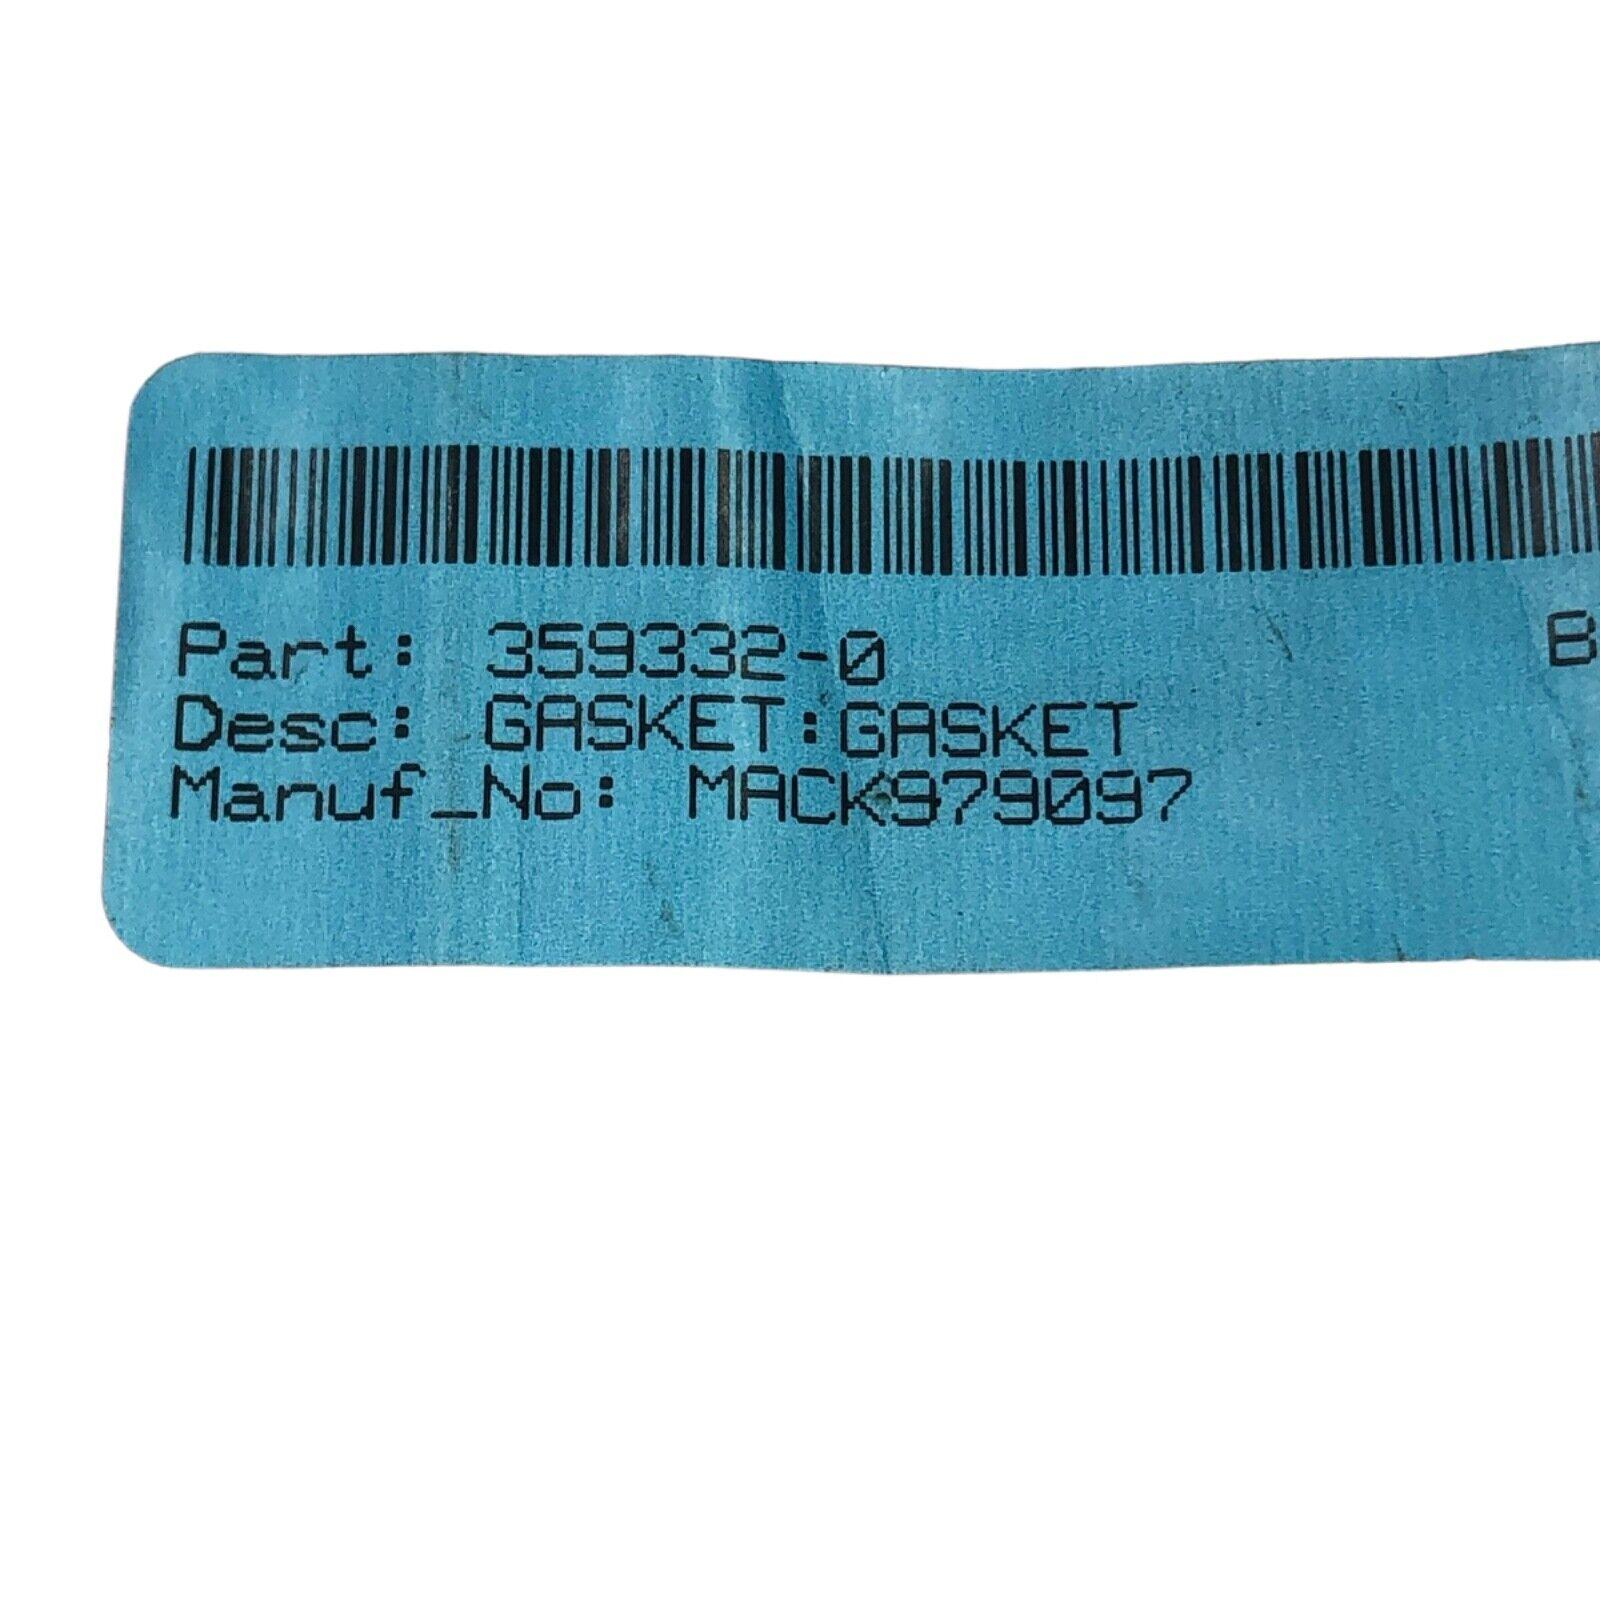 Part: 359332-0 B
Desc: GASKET:GASKET
Manuf_No: MACK979097